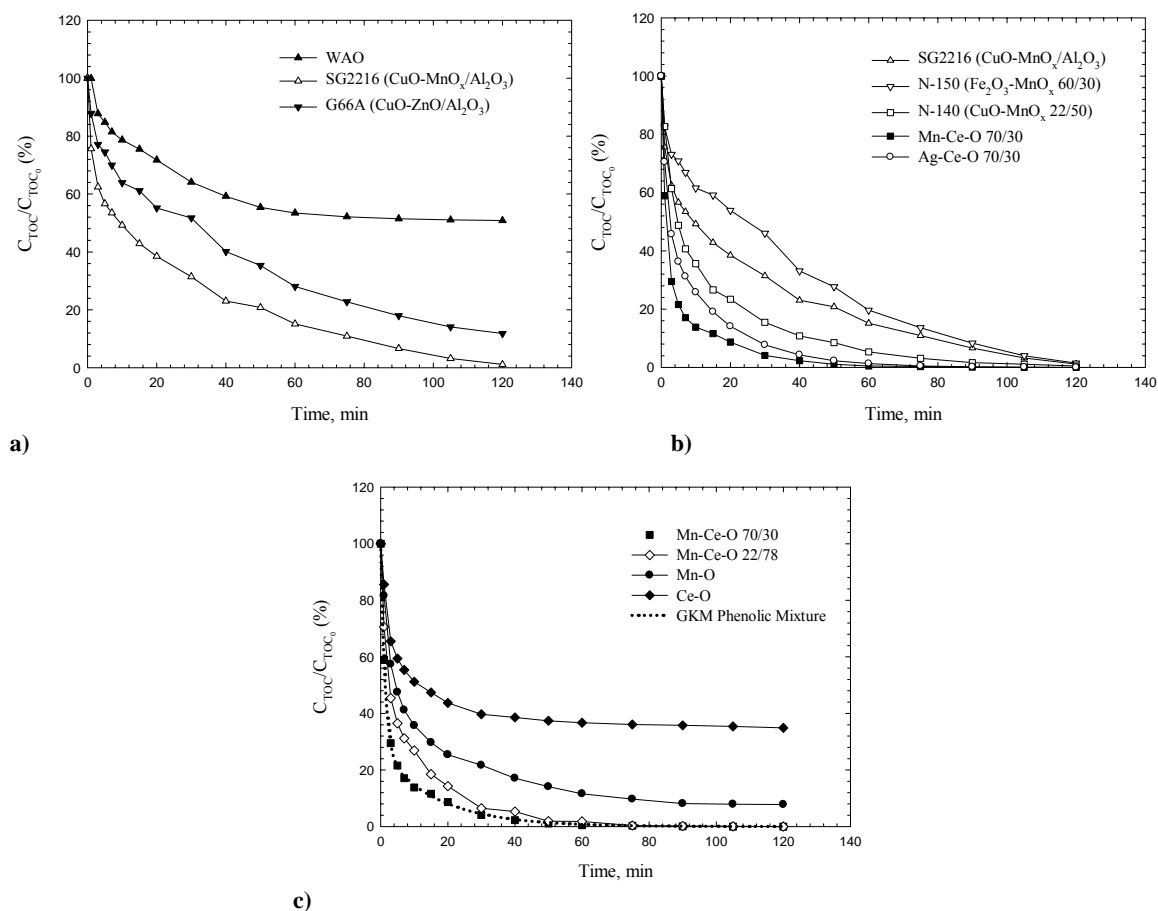 120
100
80
60
40
20
0
C_TOC/C_TOC₀ (%)
WAO
SG2216 (CuO-MnOₓ/Al₂O₃)
G66A (CuO-ZnO/Al₂O₃)
0 20 40 60 80 100 120 140
Time, min
a)
120
100
80
60
40
20
0
C_TOC/C_TOC₀ (%)
SG2216 (CuO-MnOₓ/Al₂O₃)
N-150 (Fe₂O₃-MnOₓ 60/30)
N-140 (CuO-MnOₓ 22/50)
Mn-Ce-O 70/30
Ag-Ce-O 70/30
0 20 40 60 80 100 120 140
Time, min
b)
120
100
80
60
40
20
0
C_TOC/C_TOC₀ (%)
Mn-Ce-O 70/30
Mn-Ce-O 22/78
Mn-O
Ce-O
GKM Phenolic Mixture
0 20 40 60 80 100 120 140
Time, min
c)